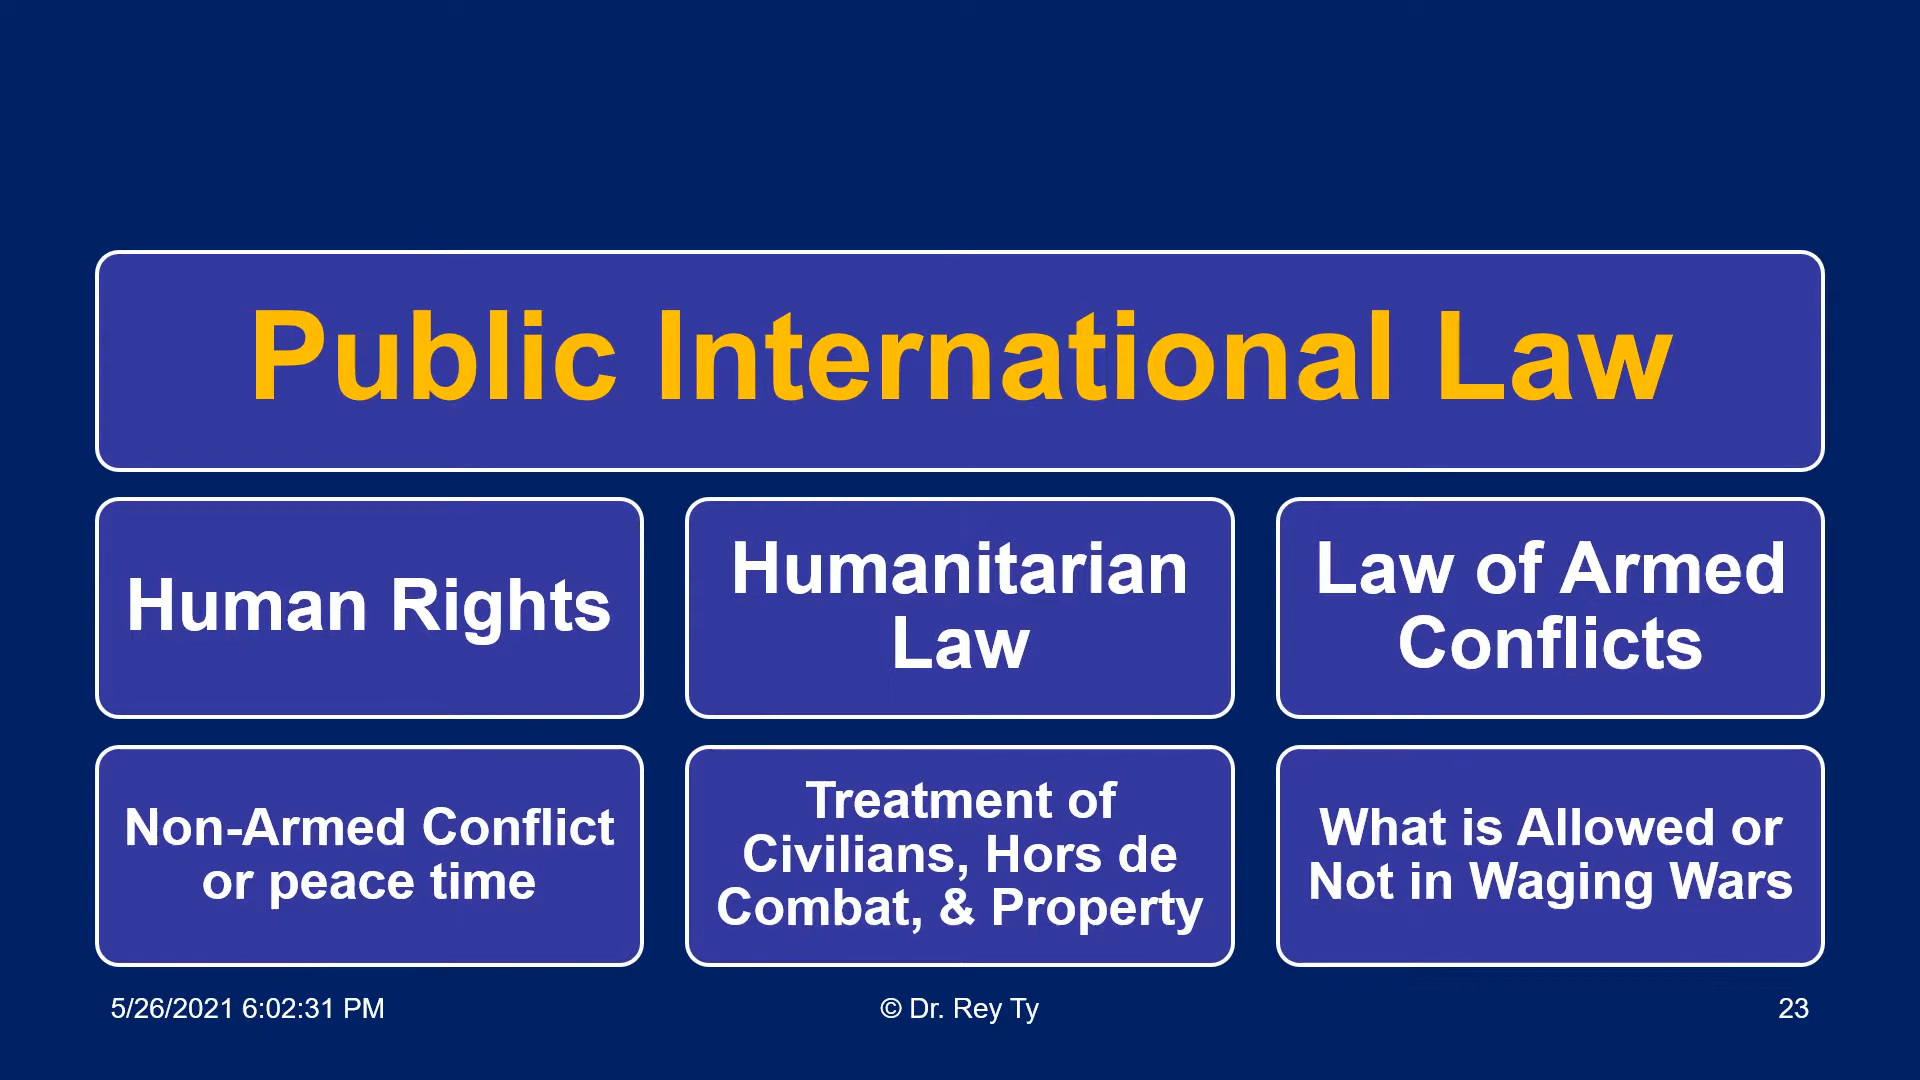 Public International Law
Human Rights
Humanitarian
Law
Law of Armed
Conflicts
Non-Armed Conflict
or peace time
Treatment of
Civilians, Hors de
Combat, & Property
What is Allowed or
Not in Waging Wars
5/26/2021 6:02:31 PM
© Dr. Rey Ty
23